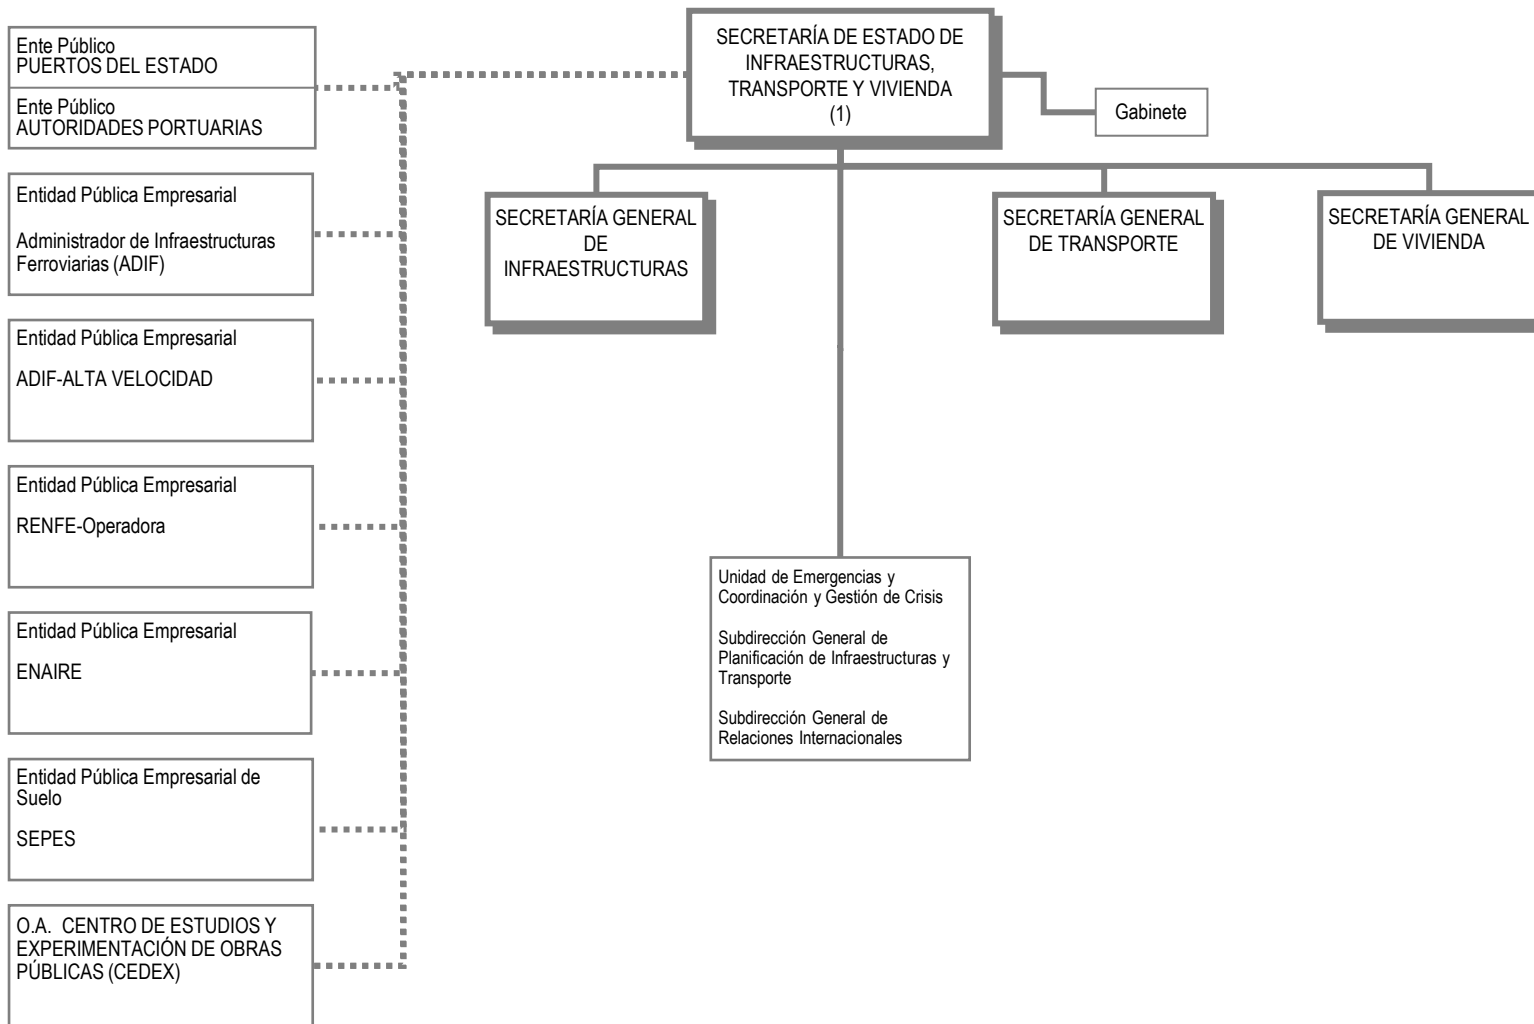 Ente Público
PUERTOS DEL ESTADO
Ente Público
AUTORIDADES PORTUARIAS
Entidad Pública Empresarial
Administrador de Infraestructuras
Ferroviarias (ADIF)
Entidad Pública Empresarial
ADIF-ALTA VELOCIDAD
Entidad Pública Empresarial
RENFE-Operadora
Entidad Pública Empresarial
ENAIRE
Entidad Pública Empresarial de
Suelo
SEPES
O.A. CENTRO DE ESTUDIOS Y
EXPERIMENTACIÓN DE OBRAS
PÚBLICAS (CEDEX)
SECRETARÍA DE ESTADO DE
INFRAESTRUCTURAS,
TRANSPORTE Y VIVIENDA
(1)
Gabinete
SECRETARÍA GENERAL
DE
INFRAESTRUCTURAS
SECRETARÍA GENERAL
DE TRANSPORTE
SECRETARÍA GENERAL
DE VIVIENDA
Unidad de Emergencias y
Coordinación y Gestión de Crisis
Subdirección General de
Planificación de Infraestructuras y
Transporte
Subdirección General de
Relaciones Internacionales